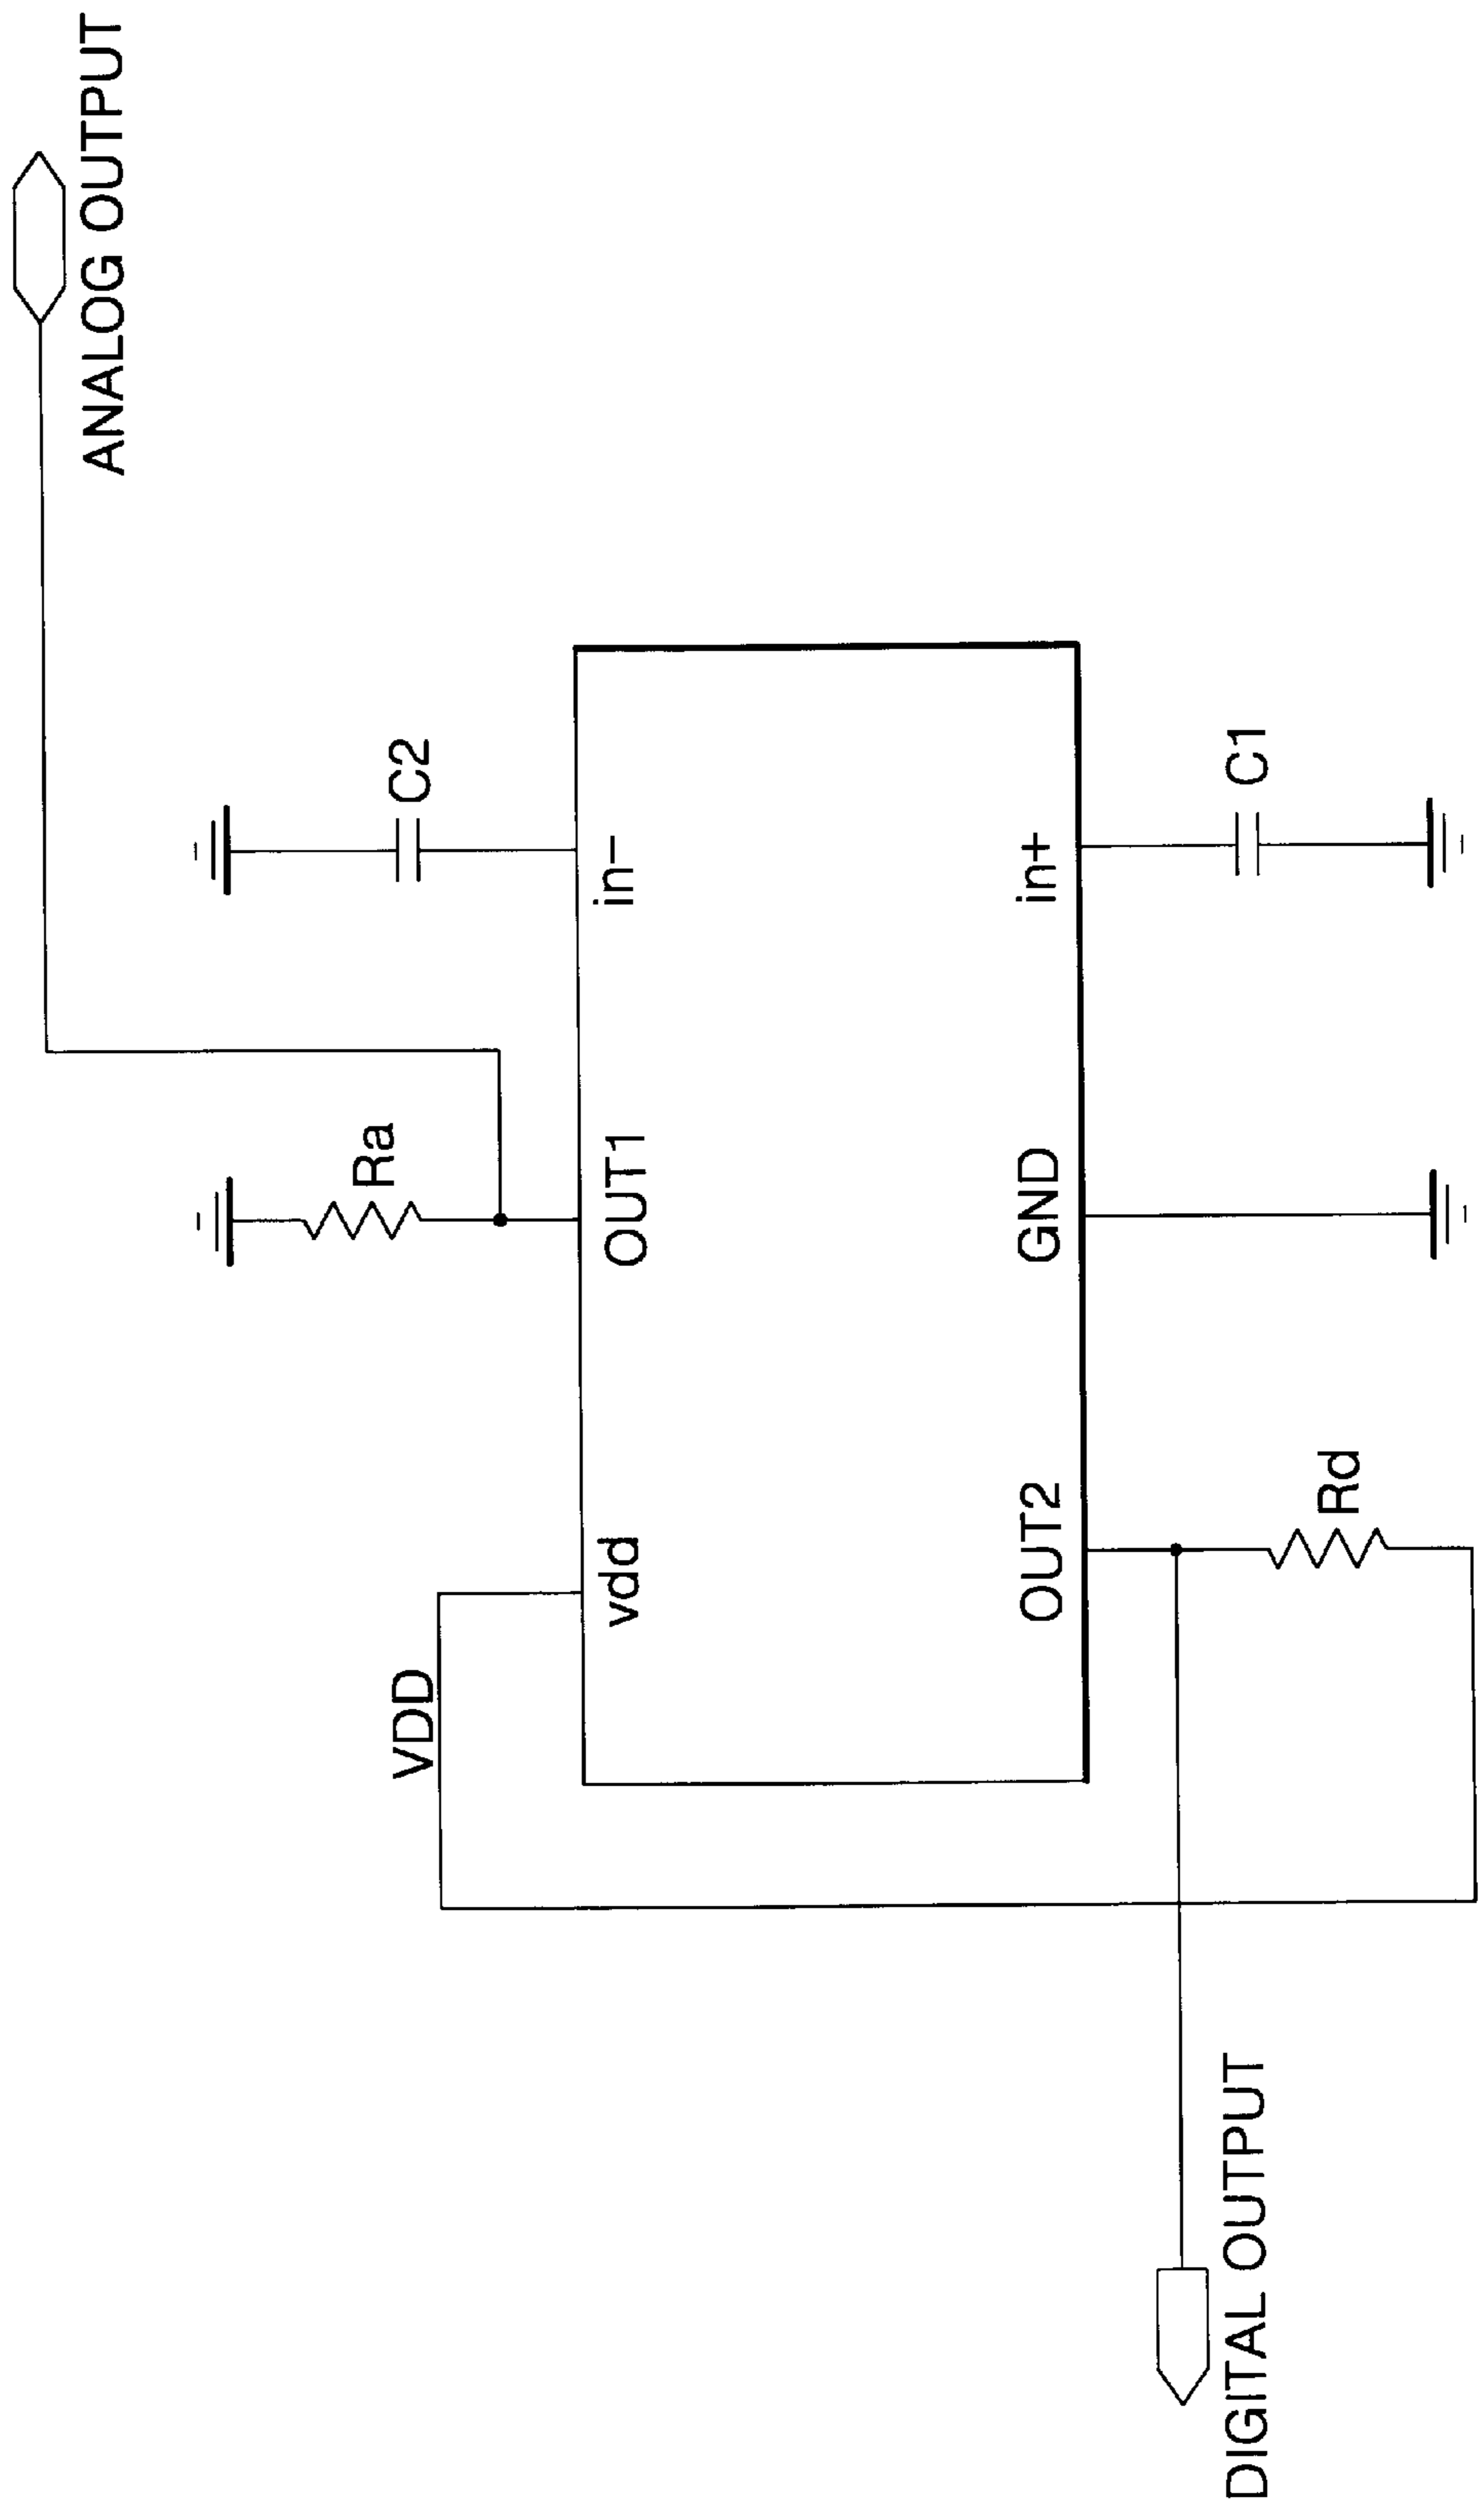 ANALOG OUTPUT
C2
Ra
VDD
in−
OUT1
vdd
in+
GND
OUT2
C1
Rd
DIGITAL OUTPUT